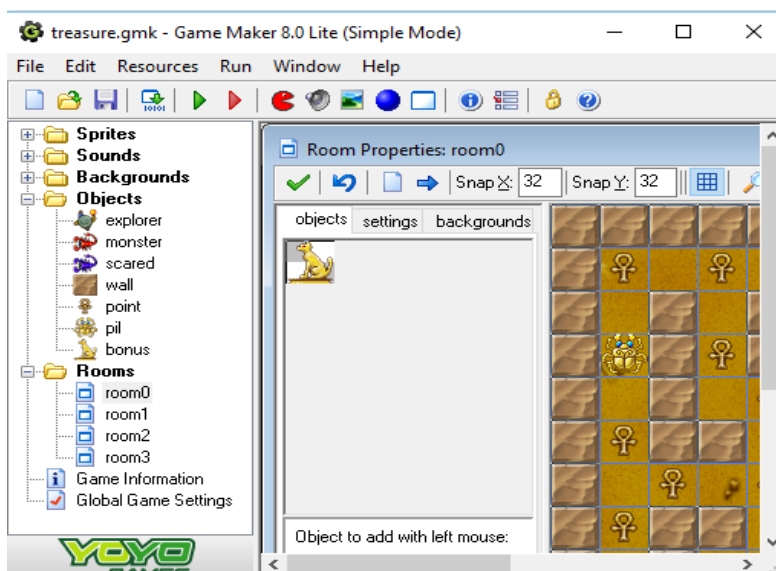 treasure.gmk - Game Maker 8.0 Lite (Simple Mode)
File Edit Resources Run Window Help
Sprites
Sounds
Backgrounds
Objects
explorer
monster
scared
wall
point
pil
bonus
Rooms
room0
room1
room2
room3
Game Information
Global Game Settings
YOYO
GAMES
Room Properties: room0
Snap X: 32 Snap Y: 32
objects settings backgrounds
Object to add with left mouse: